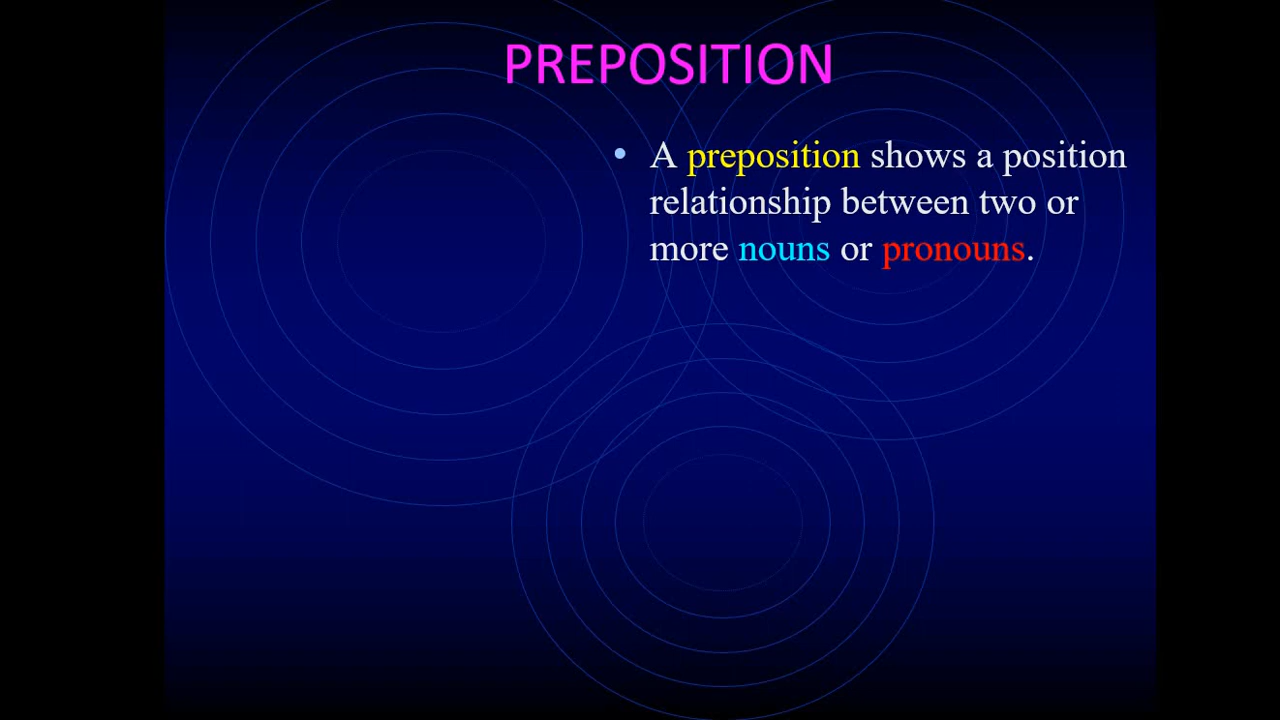 PREPOSITION
• A preposition shows a position
relationship between two or
more nouns or pronouns.